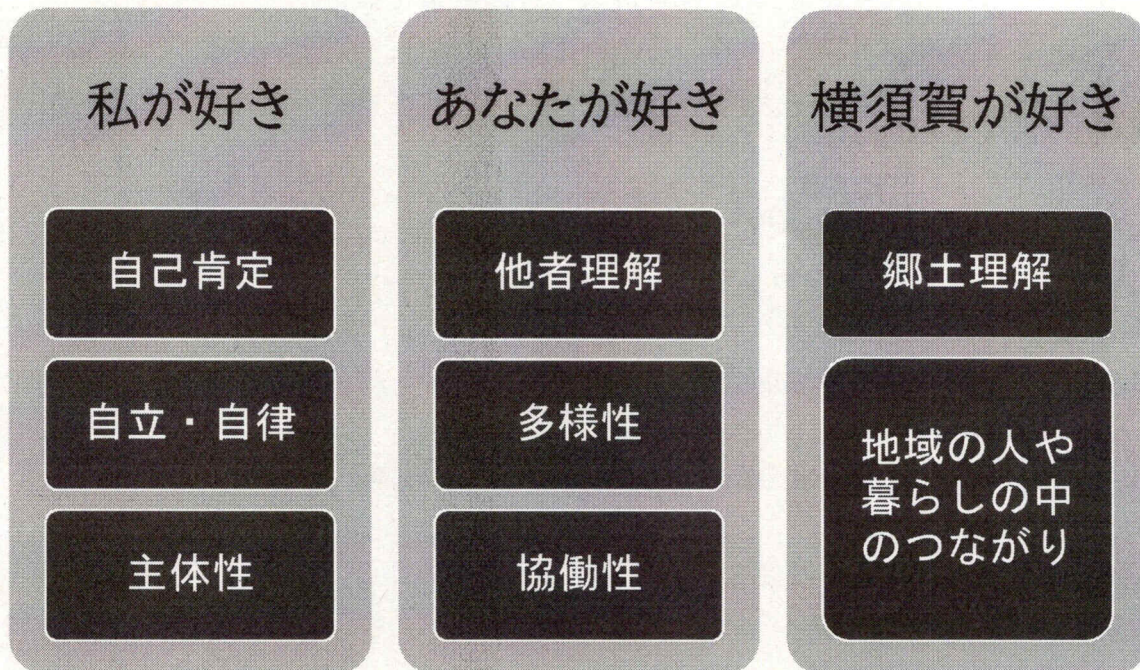 私が好き
自己肯定
自立・自律
主体性
あなたが好き
他者理解
多様性
協働性
横須賀が好き
郷土理解
地域の人や
暮らしの中
のつながり